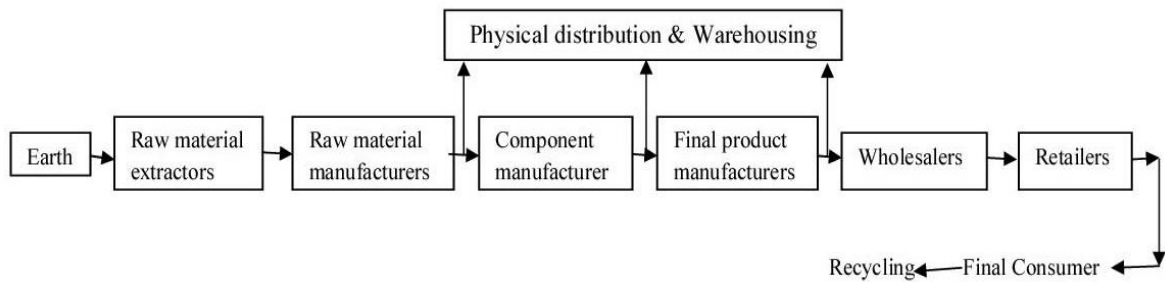 Physical distribution & Warehousing
Earth
Raw material
extractors
Raw material
manufacturers
Component
manufacturer
Final product
manufacturers
Wholesalers
Retailers
Recycling
Final Consumer